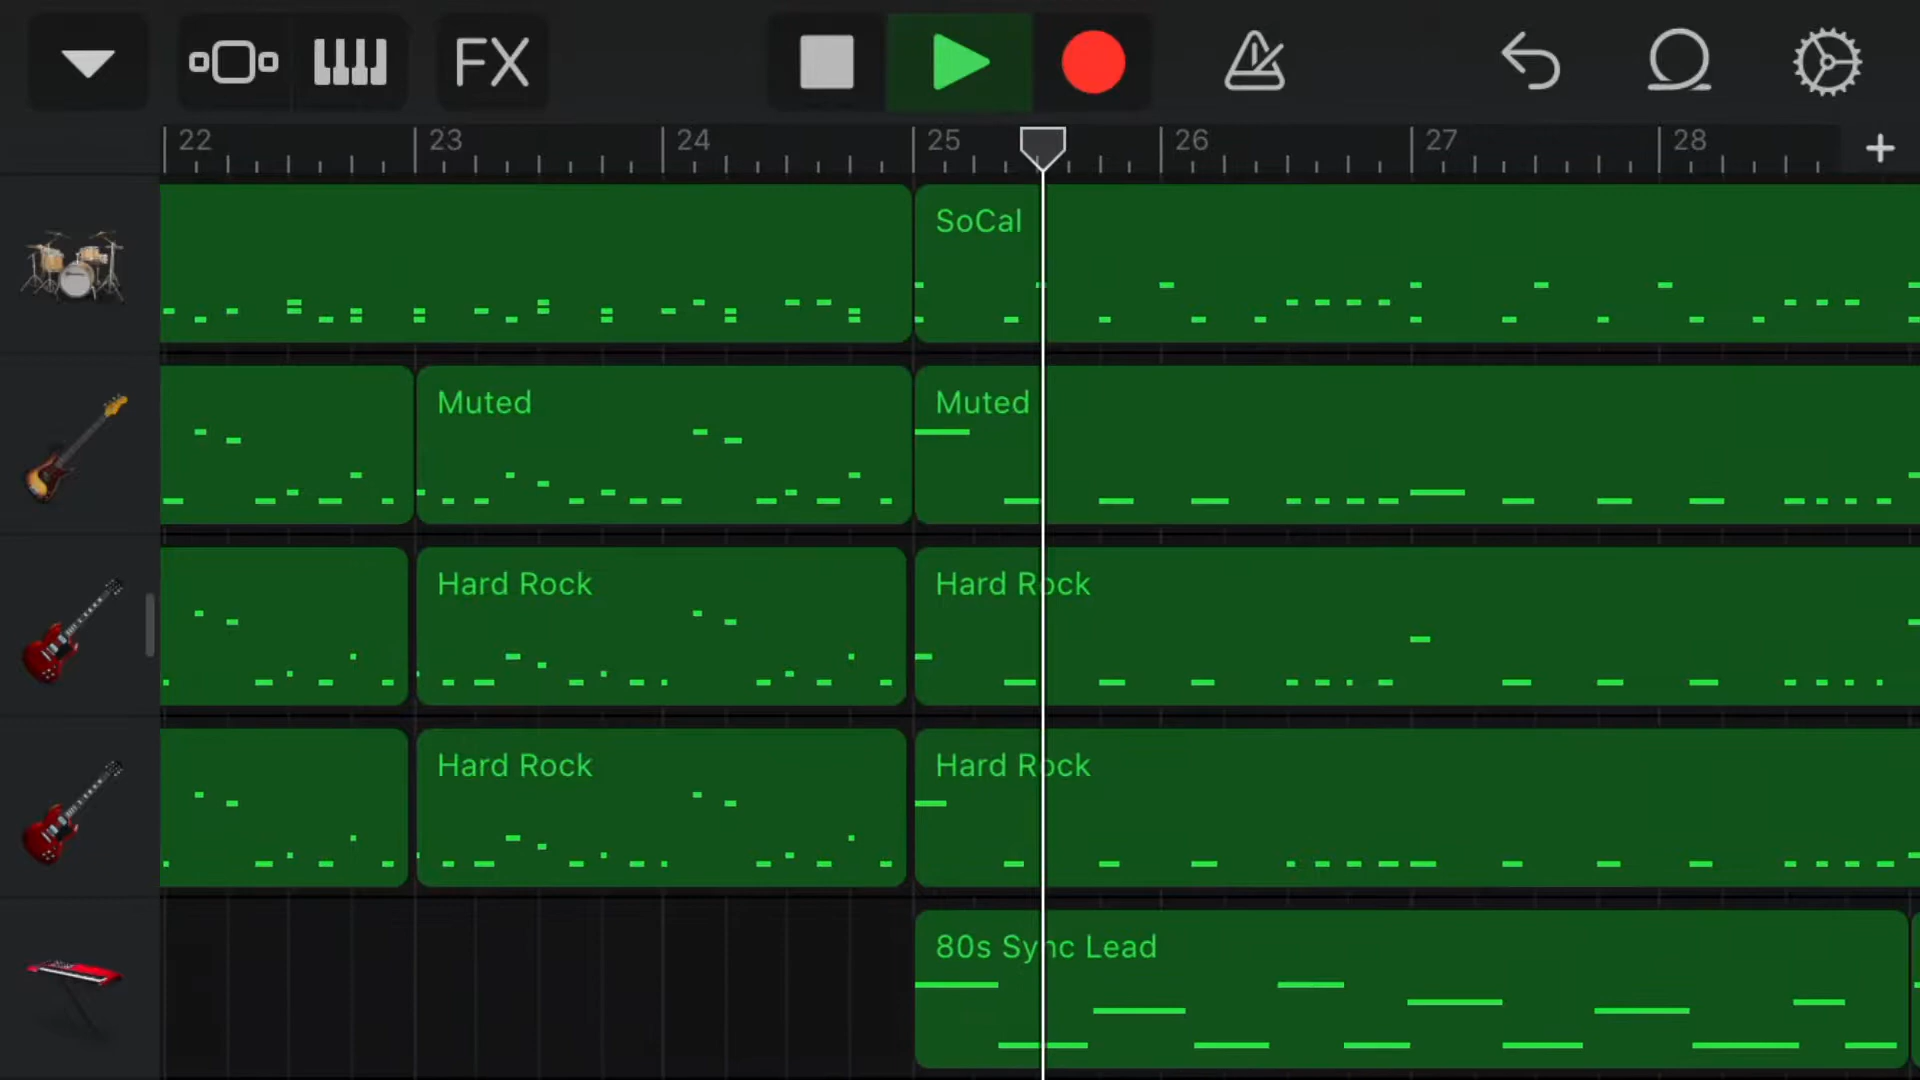 FX
22 23 24 25 26 27 28
SoCal
Muted Muted
Hard Rock Hard Rock
Hard Rock Hard Rock
80s Sync Lead